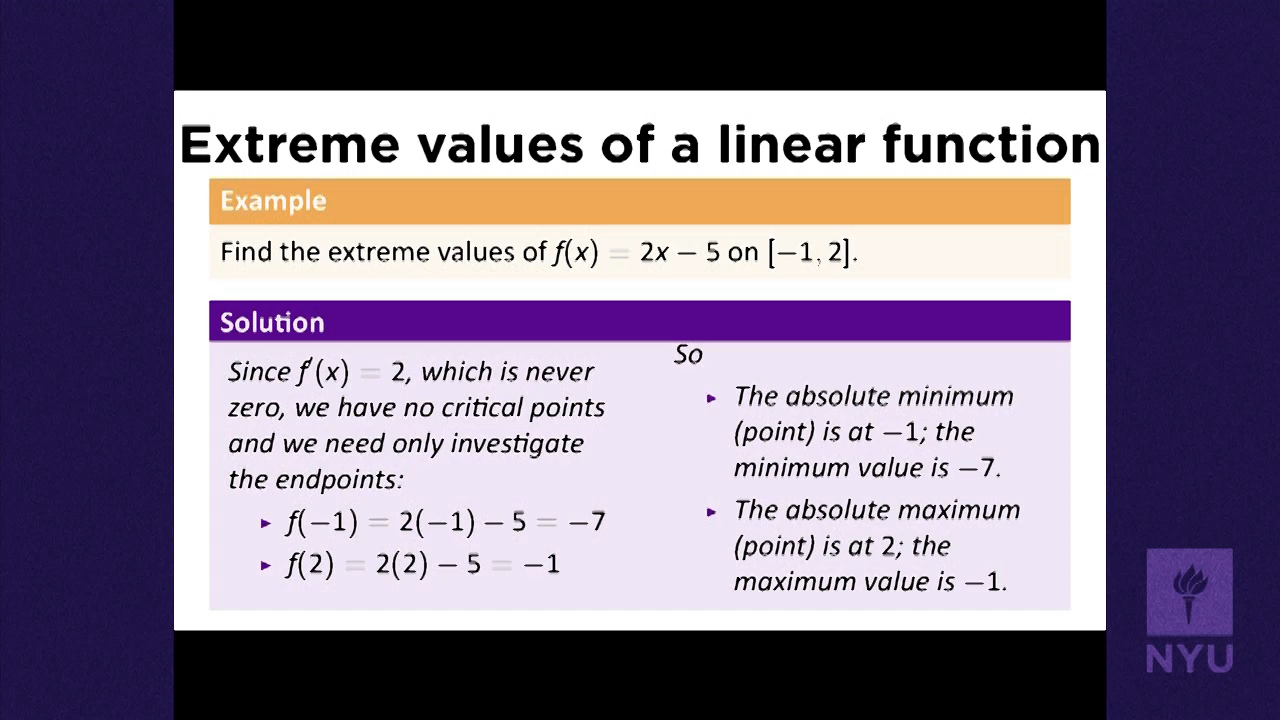 Extreme values of a linear function
Example
Find the extreme values of f(x) = 2x − 5 on [−1, 2].
Solution
Since f′(x) = 2, which is never
zero, we have no critical points
and we need only investigate
the endpoints:
▸ f(−1) = 2(−1) − 5 = −7
▸ f(2) = 2(2) − 5 = −1
So
▸ The absolute minimum
(point) is at −1; the
minimum value is −7.
▸ The absolute maximum
(point) is at 2; the
maximum value is −1.
NYU